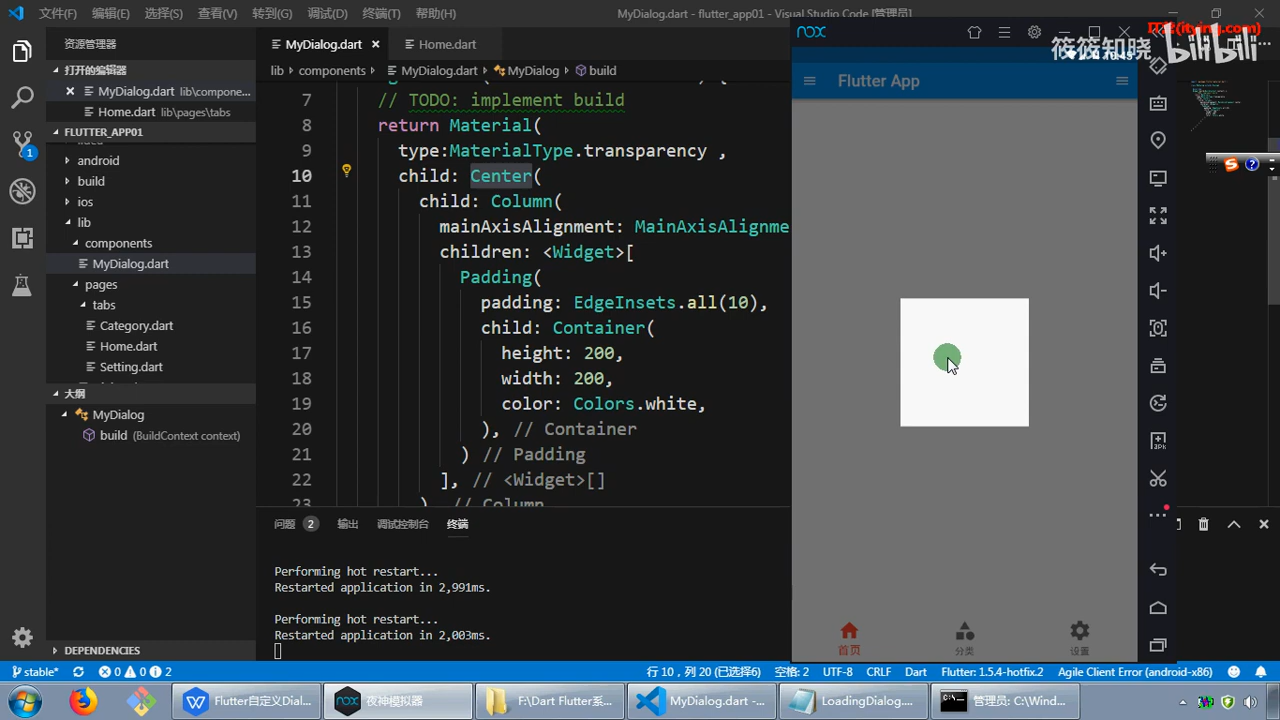 文件(F) 编辑(E) 选择(S) 查看(V) 转到(G) 调试(D) 终端(T) 帮助(H)
MyDialog.dart - flutter_app01 - Visual Studio Code [管理员]
资源管理器
打开的编辑器
MyDialog.dart lib\compone...
Home.dart lib\pages\tabs
FLUTTER_APP01
android
build
ios
lib
components
MyDialog.dart
pages
tabs
Category.dart
Home.dart
Setting.dart
大纲
MyDialog
build (BuildContext context)
DEPENDENCIES
1
MyDialog.dart
Home.dart
lib components MyDialog.dart MyDialog build
7 // TODO: implement build
8 return Material(
9 type:MaterialType.transparency ,
10 child: Center(
11 child: Column(
12 mainAxisAlignment: MainAxisAlignme
13 children: <Widget>[
14 Padding(
15 padding: EdgeInsets.all(10),
16 child: Container(
17 height: 200,
18 width: 200,
19 color: Colors.white,
20 ), // Container
21 ) // Padding
22 ], // <Widget>[]
23 ), // Column
问题 2 输出 调试控制台 终端
Performing hot restart...
Restarted application in 2,991ms.
Performing hot restart...
Restarted application in 2,003ms.
nox
(itying.com)
筱筱知晓 bilibili
Flutter App
首页 分类 设置
stable* 0 0 2
行 10, 列 20 (已选择6) 空格: 2 UTF-8 CRLF Dart Flutter: 1.5.4-hotfix.2 Agile Client Error (android-x86)
Flutter自定义Dial... 夜神模拟器 F:\Dart Flutter系... MyDialog.dart -... LoadingDialog.... 管理员: C:\Wind...